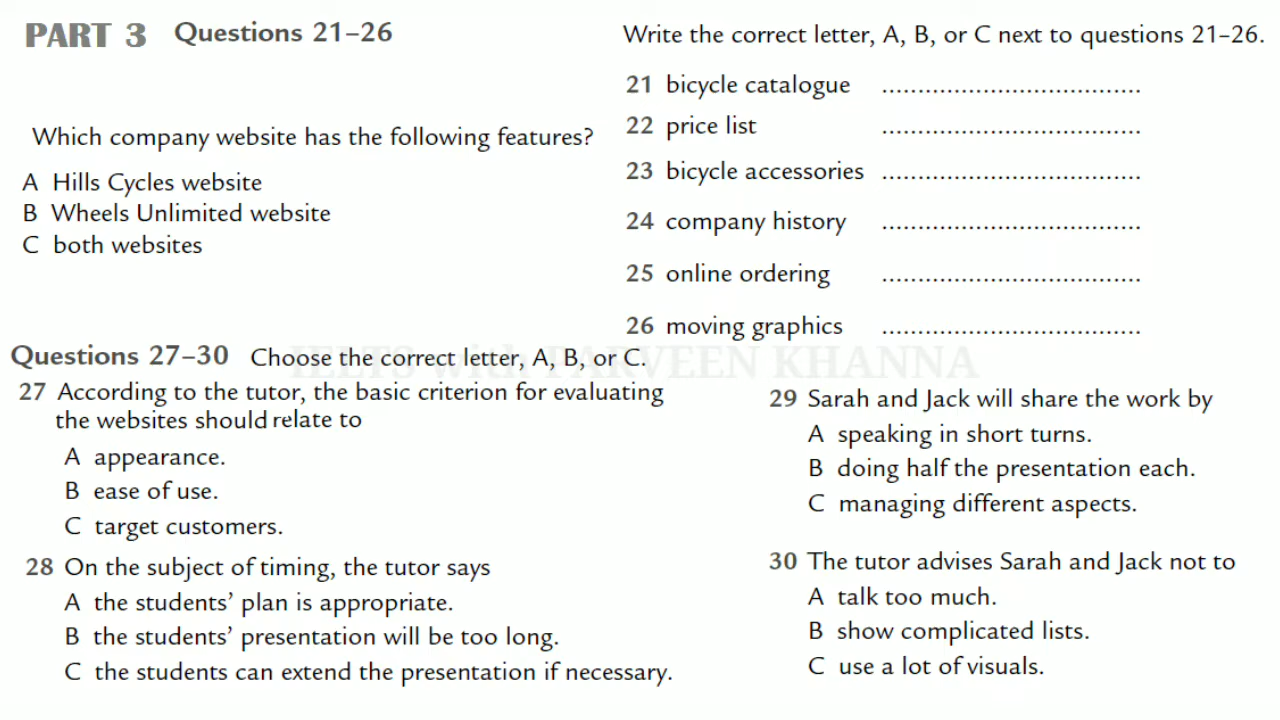 PART 3 Questions 21–26
Which company website has the following features?
A Hills Cycles website
B Wheels Unlimited website
C both websites
Write the correct letter, A, B, or C next to questions 21–26.
21 bicycle catalogue ....................................
22 price list ....................................
23 bicycle accessories ....................................
24 company history ....................................
25 online ordering ....................................
26 moving graphics ....................................
IELTS with PARVEEN KHANNA
Questions 27–30 Choose the correct letter, A, B, or C.
27 According to the tutor, the basic criterion for evaluating
the websites should relate to
A appearance.
B ease of use.
C target customers.
28 On the subject of timing, the tutor says
A the students’ plan is appropriate.
B the students’ presentation will be too long.
C the students can extend the presentation if necessary.
29 Sarah and Jack will share the work by
A speaking in short turns.
B doing half the presentation each.
C managing different aspects.
30 The tutor advises Sarah and Jack not to
A talk too much.
B show complicated lists.
C use a lot of visuals.